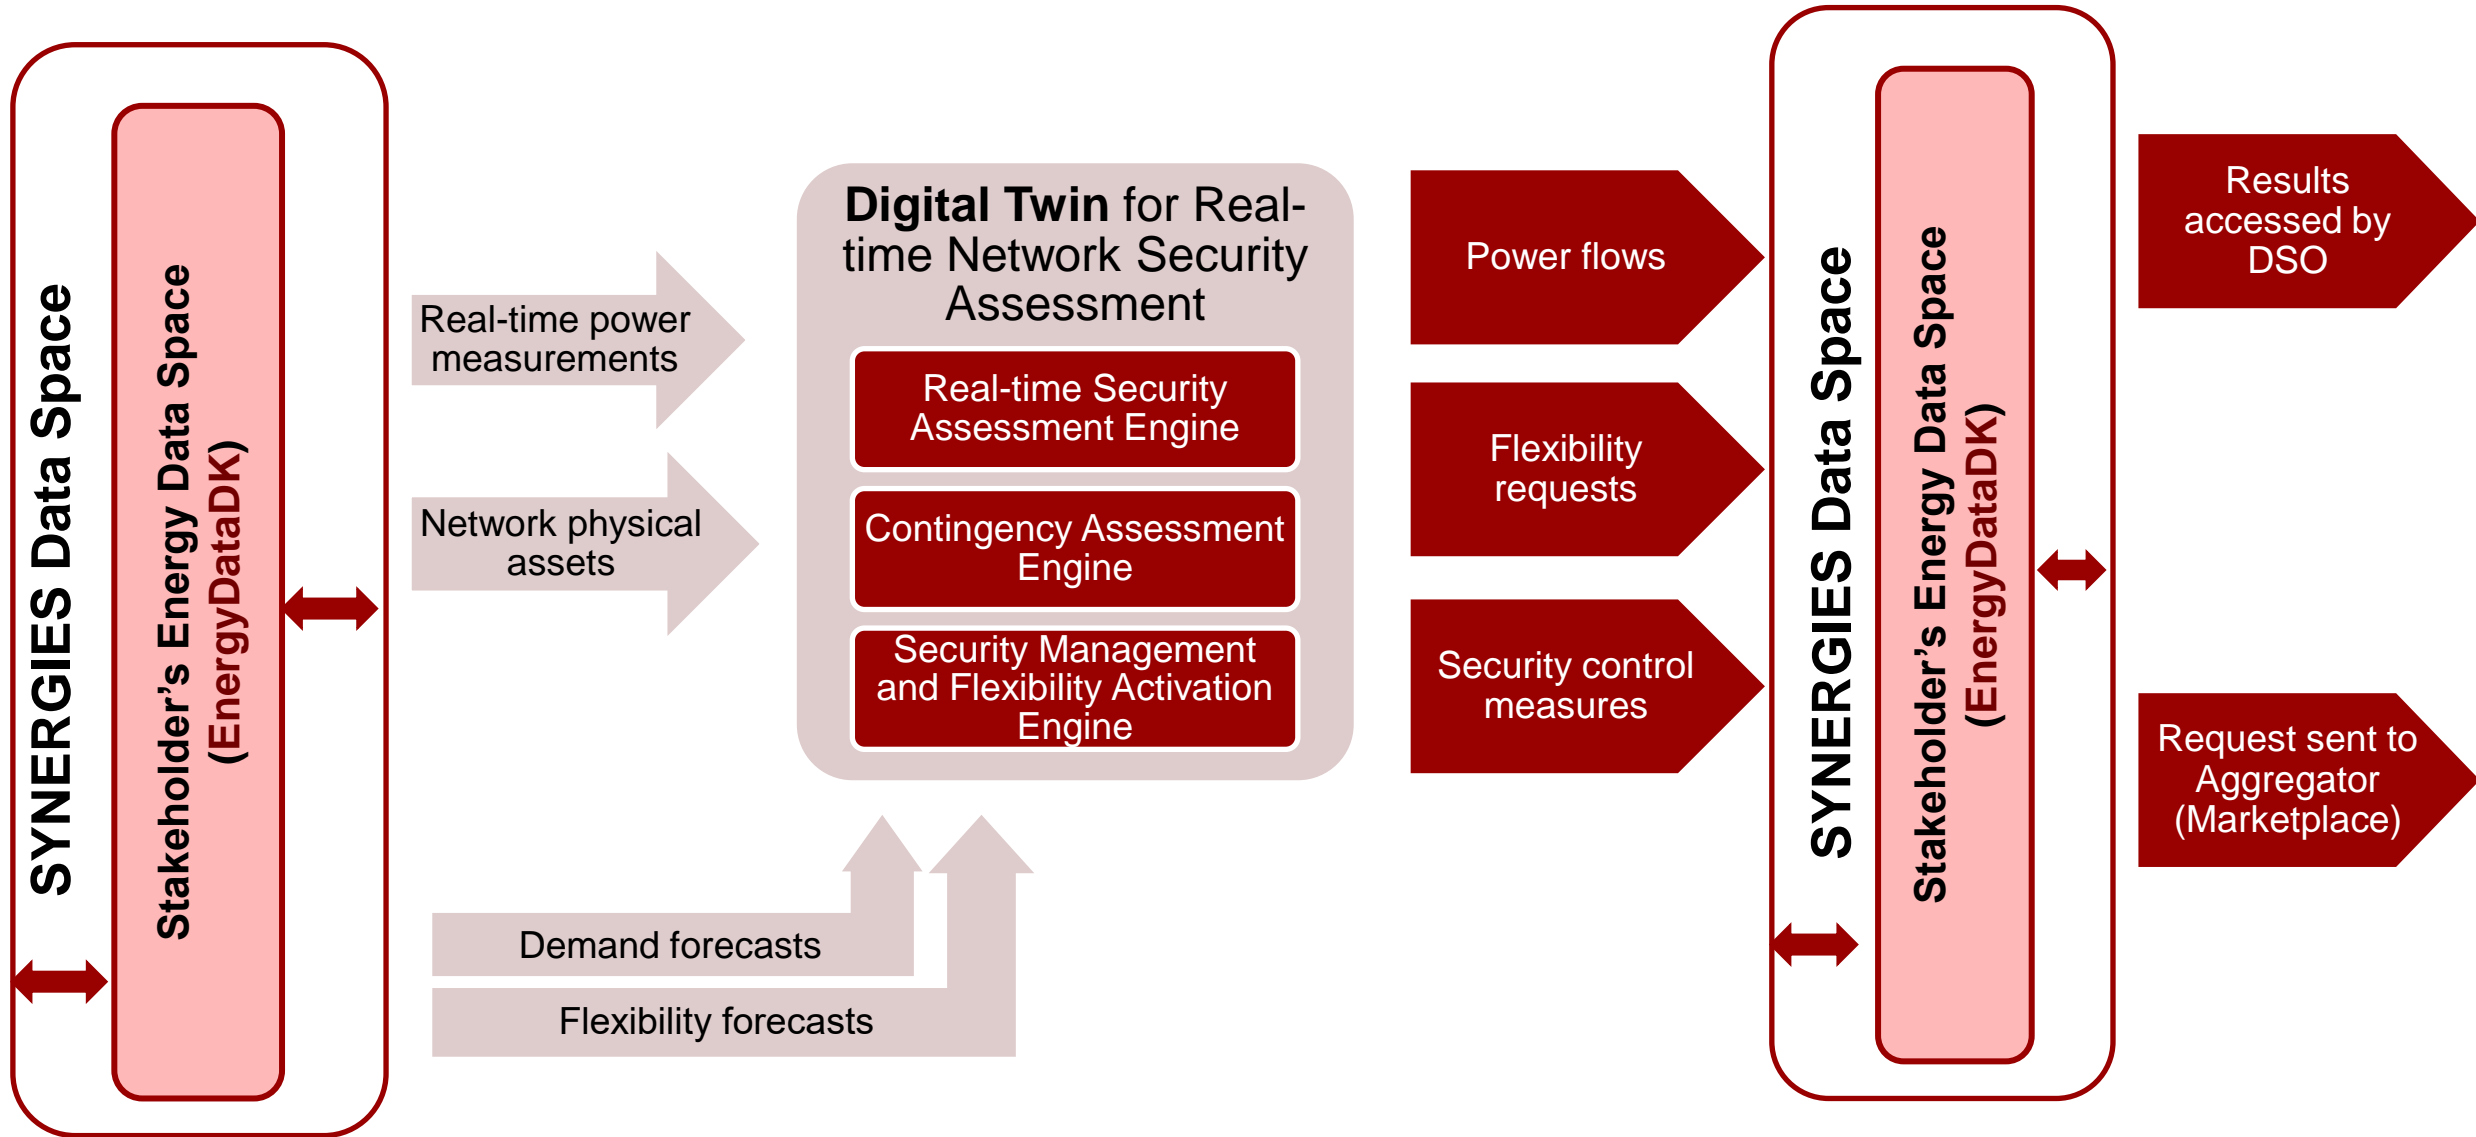 SYNERGIES Data Space
Stakeholder’s Energy Data Space
(EnergyDataDK)
Real-time power
measurements
Network physical
assets
Demand forecasts
Flexibility forecasts
Digital Twin for Real-
time Network Security
Assessment
Real-time Security
Assessment Engine
Contingency Assessment
Engine
Security Management
and Flexibility Activation
Engine
Power flows
Flexibility
requests
Security control
measures
SYNERGIES Data Space
Stakeholder’s Energy Data Space
(EnergyDataDK)
Results
accessed by
DSO
Request sent to
Aggregator
(Marketplace)